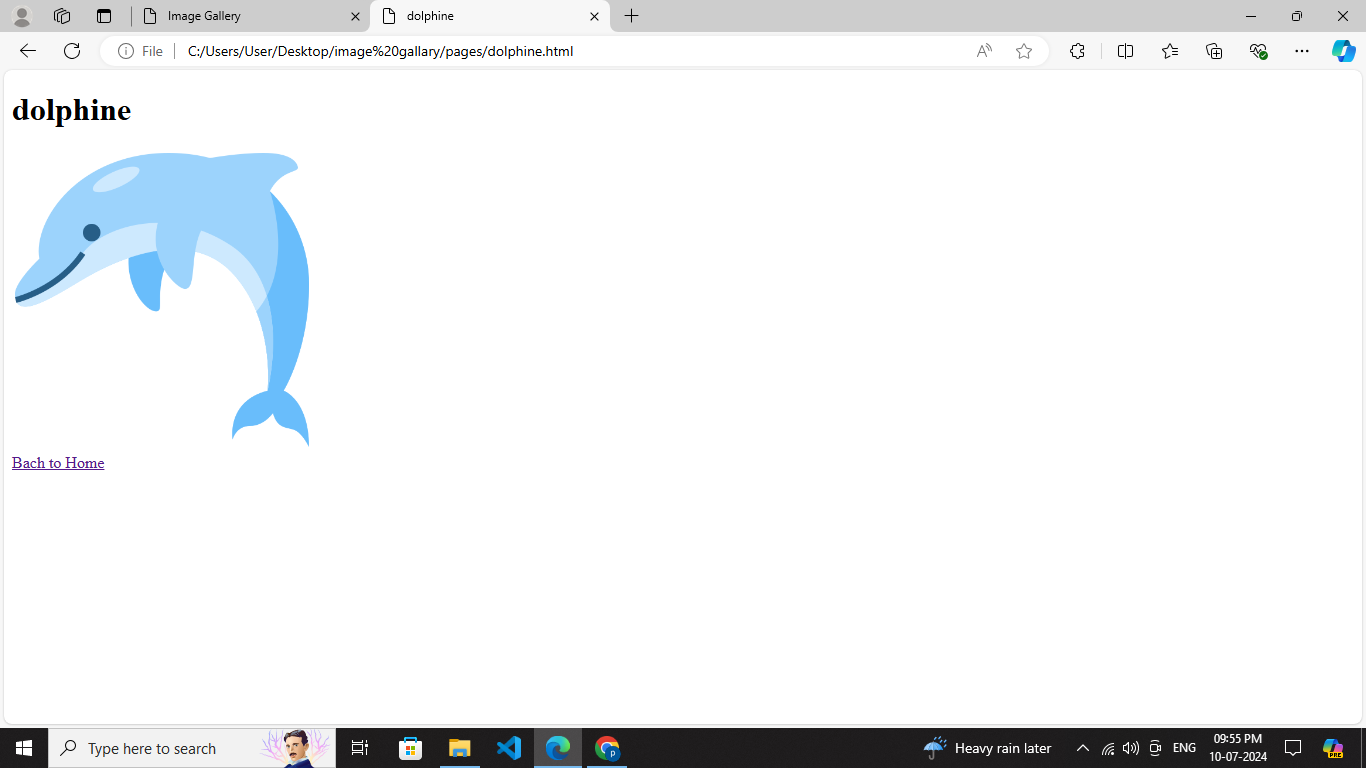 Image Gallery
dolphine
File
C:/Users/User/Desktop/image%20gallary/pages/dolphine.html
dolphine
Bach to Home
Type here to search
Heavy rain later
ENG
09:55 PM
10-07-2024
p
PRE